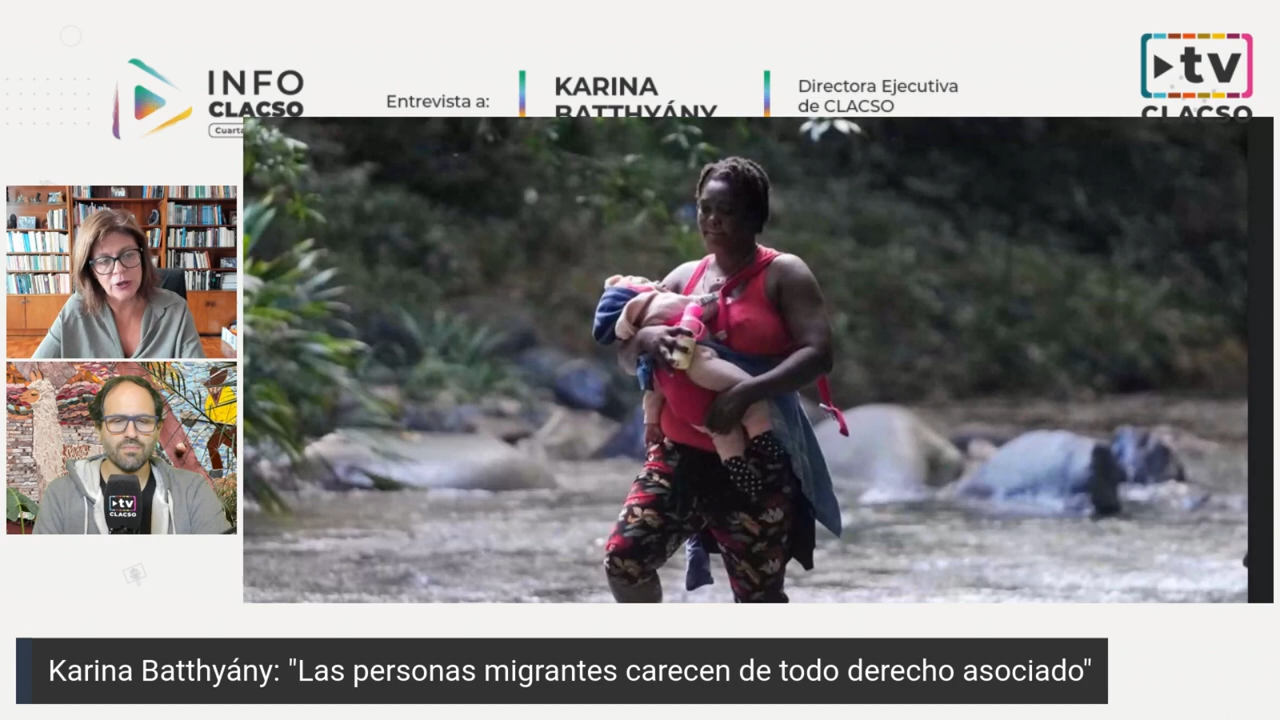 INFO
CLACSO
Entrevista a:
KARINA
BATTHYÁNY
Directora Ejecutiva
de CLACSO
tv
CLACSO
tv
CLACSO
Karina Batthyány: "Las personas migrantes carecen de todo derecho asociado"